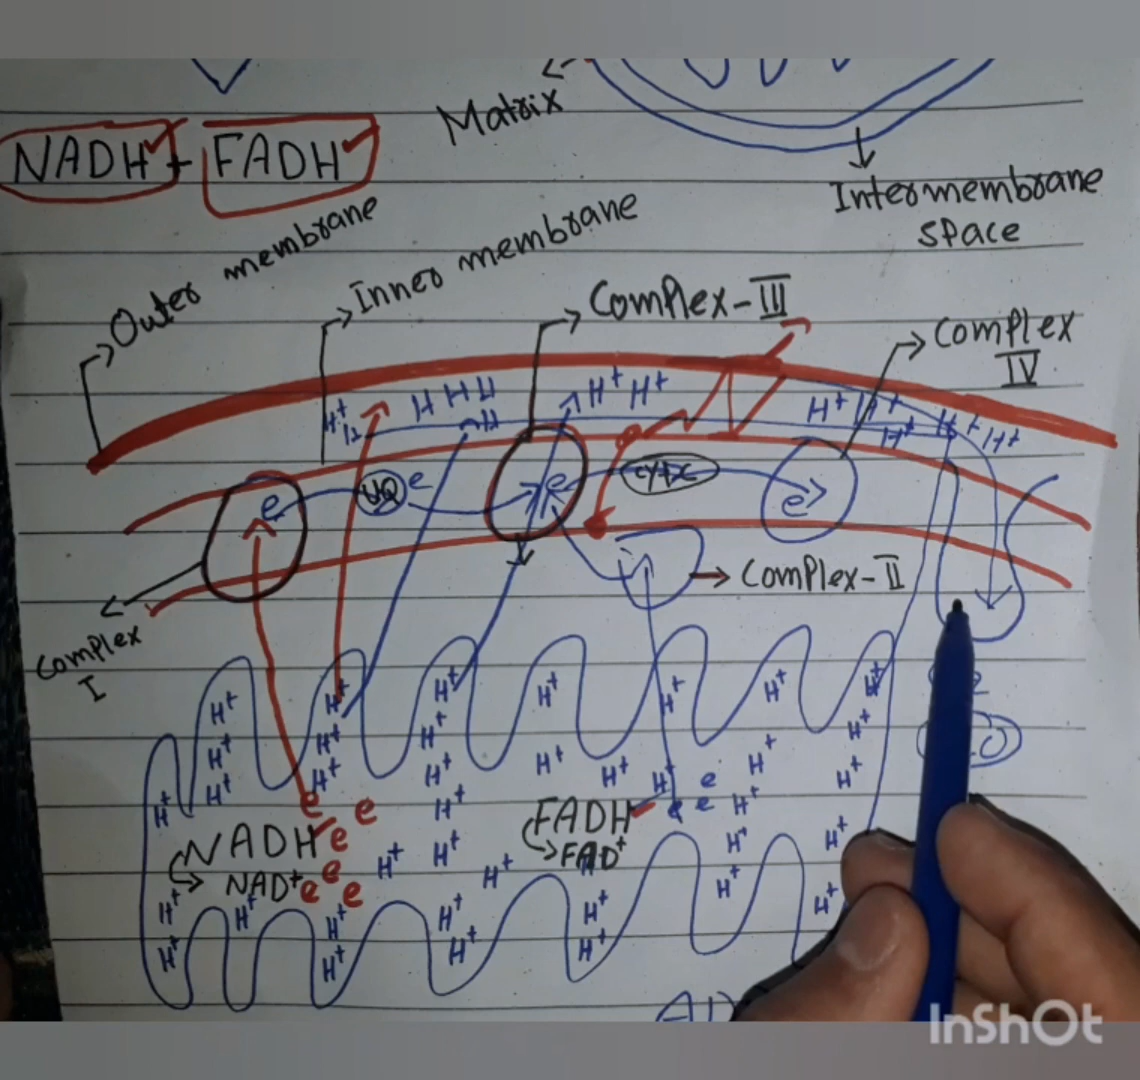 Matrix
NADH + FADH
Intermembrane
space
Outer membrane
Inner membrane
Complex-III
Complex
IV
H+
H H H
H+ H+
H+ H+
H+ H+ H+
e UQ e
e cytc
e
Complex-II
Complex
I
H+ H+ H+ H+ H+ H+ H+
H+ H+ H+ H+
H+ H+ H+ H+ H+ H+ H+ H+
H+ H+ e
e e H+
NADH e e
e
FADH
H+ H+ H+ H+
FAD+
NAD+ e e e
H+ H+
H+ H+ H+ H+ H+ H+ H+
H+ H+ H+ H+
InShOt